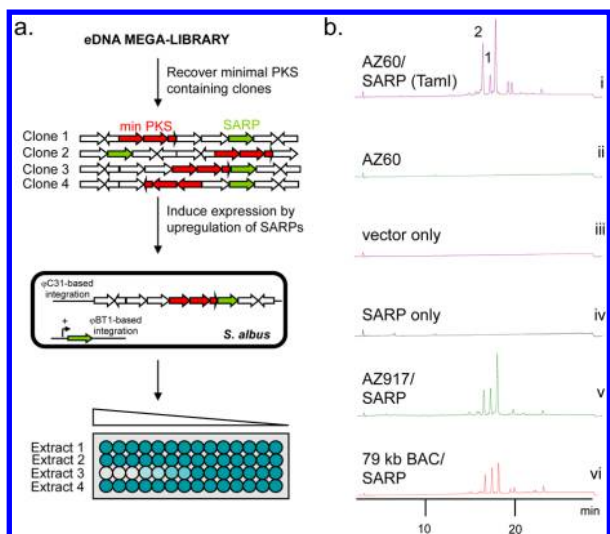 a.
eDNA MEGA-LIBRARY
Recover minimal PKS
containing clones
min PKS
SARP
Clone 1
Clone 2
Clone 3
Clone 4
Induce expression by
upregulation of SARPs
φC31-based
integration
φBT1-based
integration
+
S. albus
Extract 1
Extract 2
Extract 3
Extract 4
b.
2
1
AZ60/
SARP (TamI)
i
AZ60
ii
vector only
iii
SARP only
iv
AZ917/
SARP
v
79 kb BAC/
SARP
vi
min
10
20